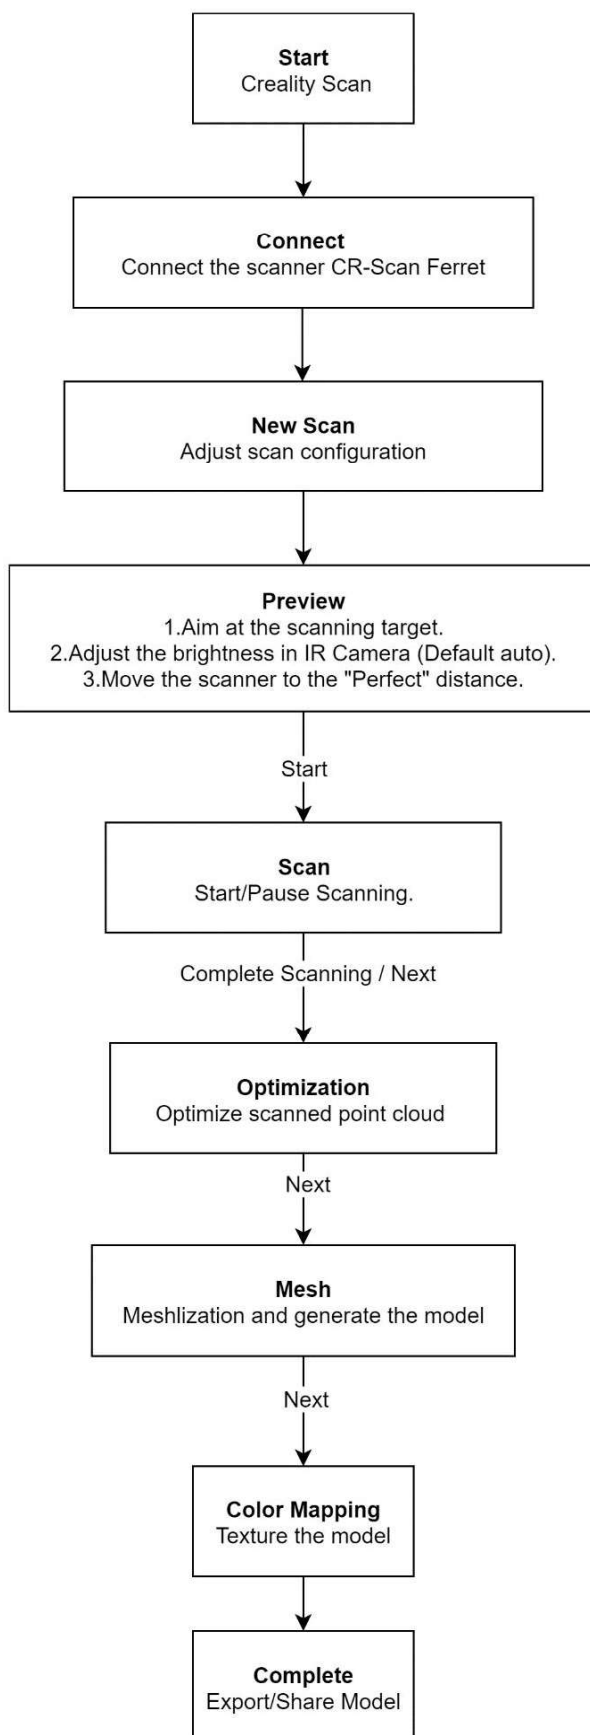 Start
Creality Scan
Connect
Connect the scanner CR-Scan Ferret
New Scan
Adjust scan configuration
Preview
1.Aim at the scanning target.
2.Adjust the brightness in IR Camera (Default auto).
3.Move the scanner to the "Perfect" distance.
Start
Scan
Start/Pause Scanning.
Complete Scanning / Next
Optimization
Optimize scanned point cloud
Next
Mesh
Meshlization and generate the model
Next
Color Mapping
Texture the model
Complete
Export/Share Model